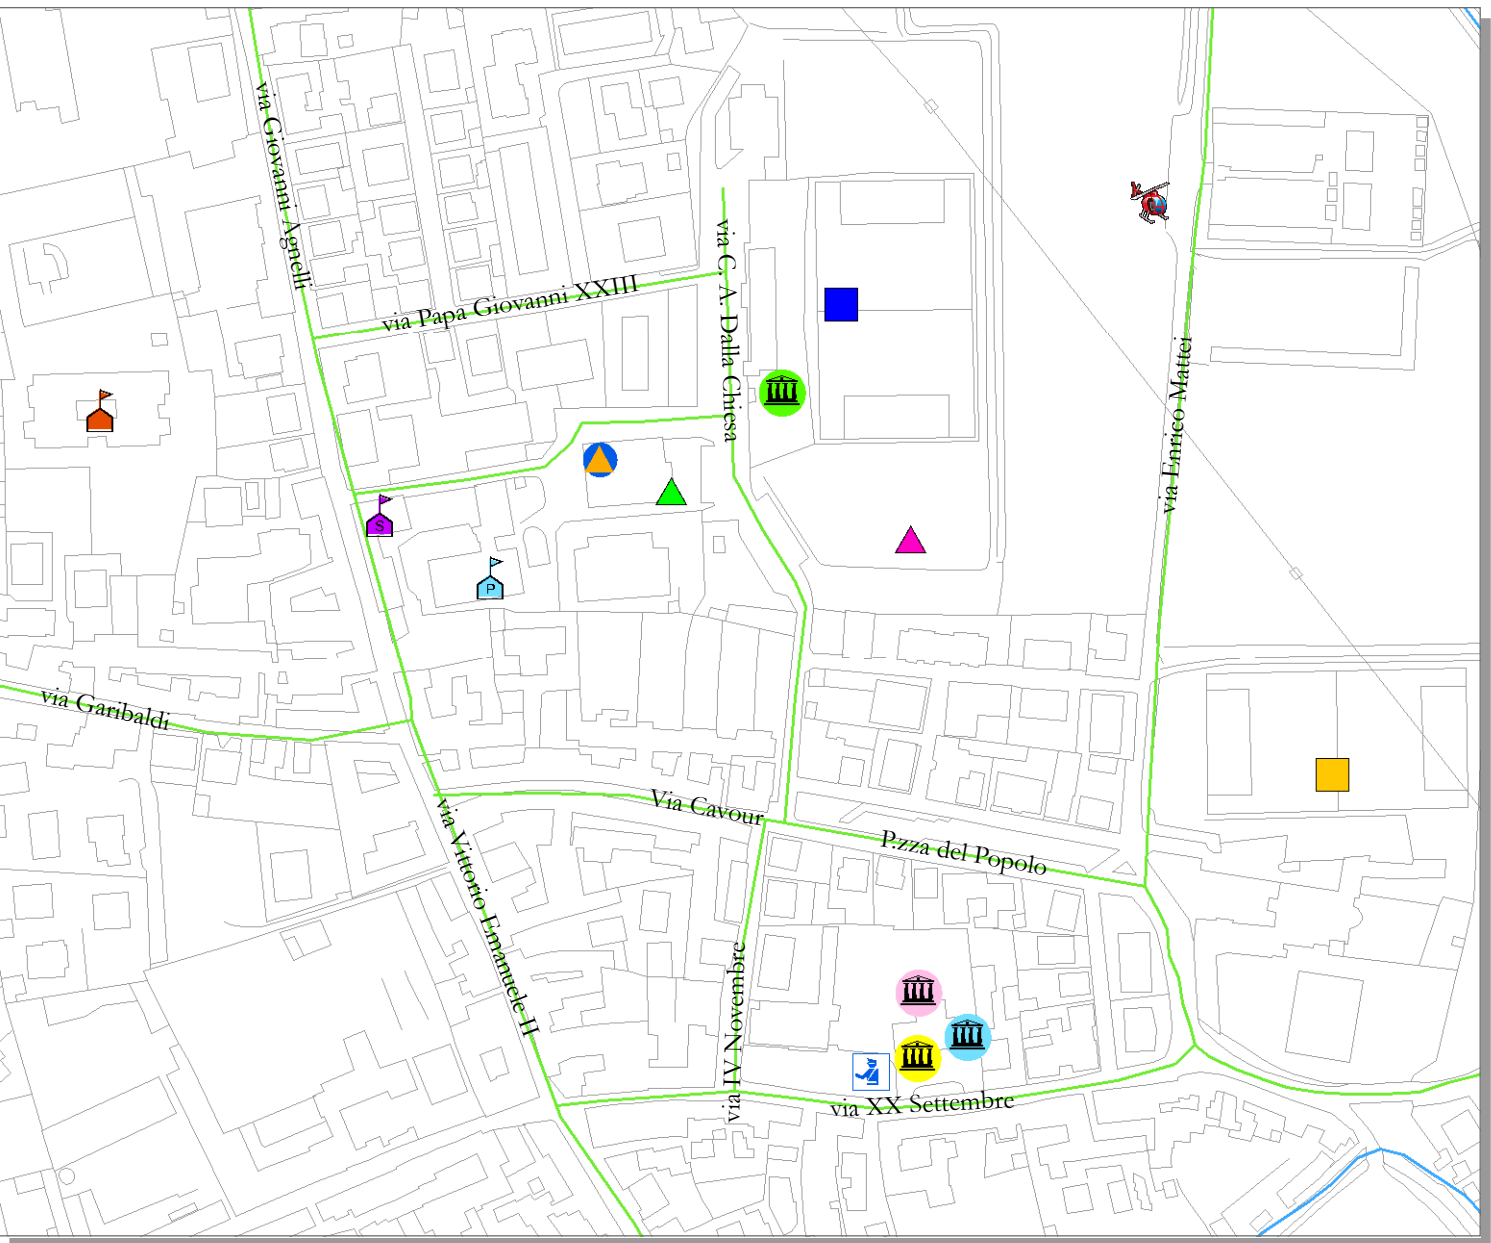 via Giovanni Agnelli
via Papa Giovanni XXIII
via C. A. Dalla Chiesa
via Enrico Mattei
S
P
via Garibaldi
Via Cavour
P.zza del Popolo
via Vittorio Emanuele II
via IV Novembre
via XX Settembre